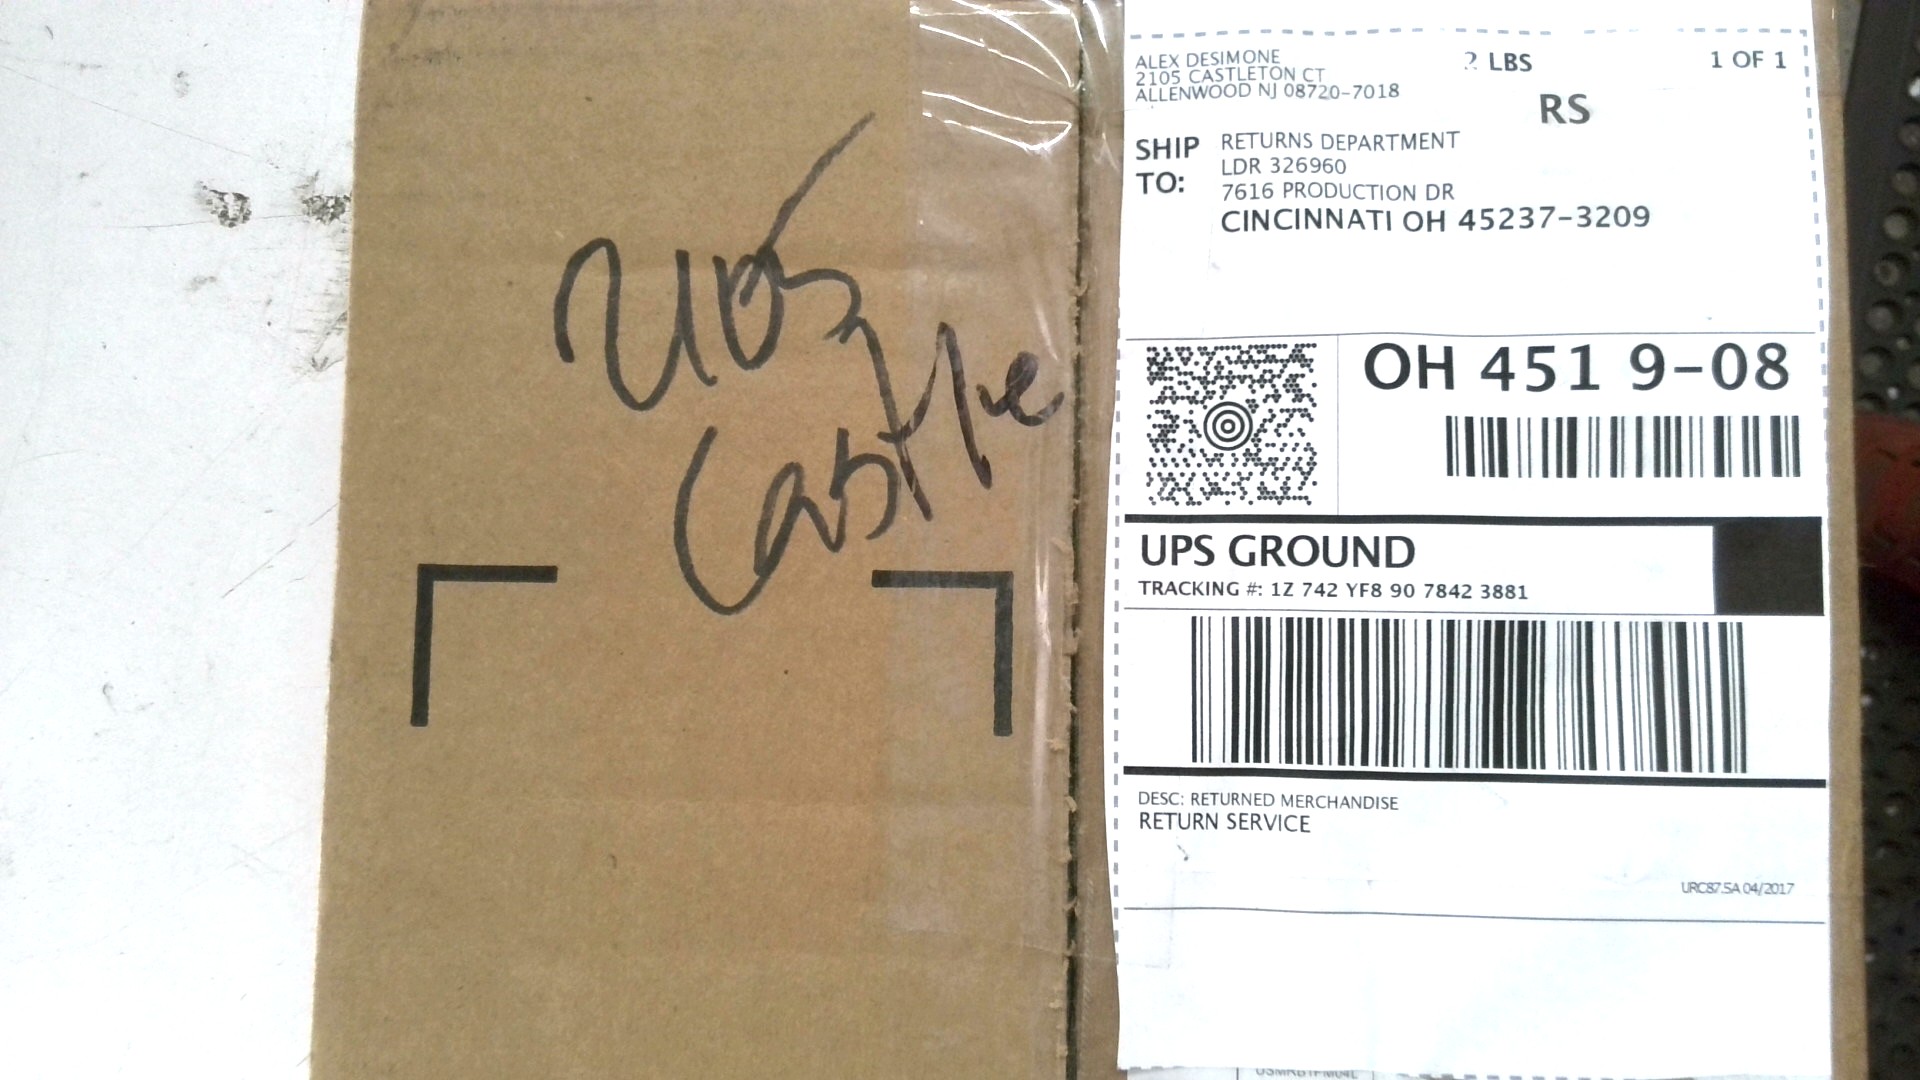 UPS
Castle
ALEX DESIMONE
2105 CASTLETON CT
ALLENWOOD NJ 08720-7018
2 LBS
1 OF 1
RS
SHIP TO:
RETURNS DEPARTMENT
LDR 326960
7616 PRODUCTION DR
CINCINNATI OH 45237-3209
OH 451 9-08
UPS GROUND
TRACKING #: 1Z 742 YF8 90 7842 3881
DESC: RETURNED MERCHANDISE
RETURN SERVICE
URC87.5A 04/2017